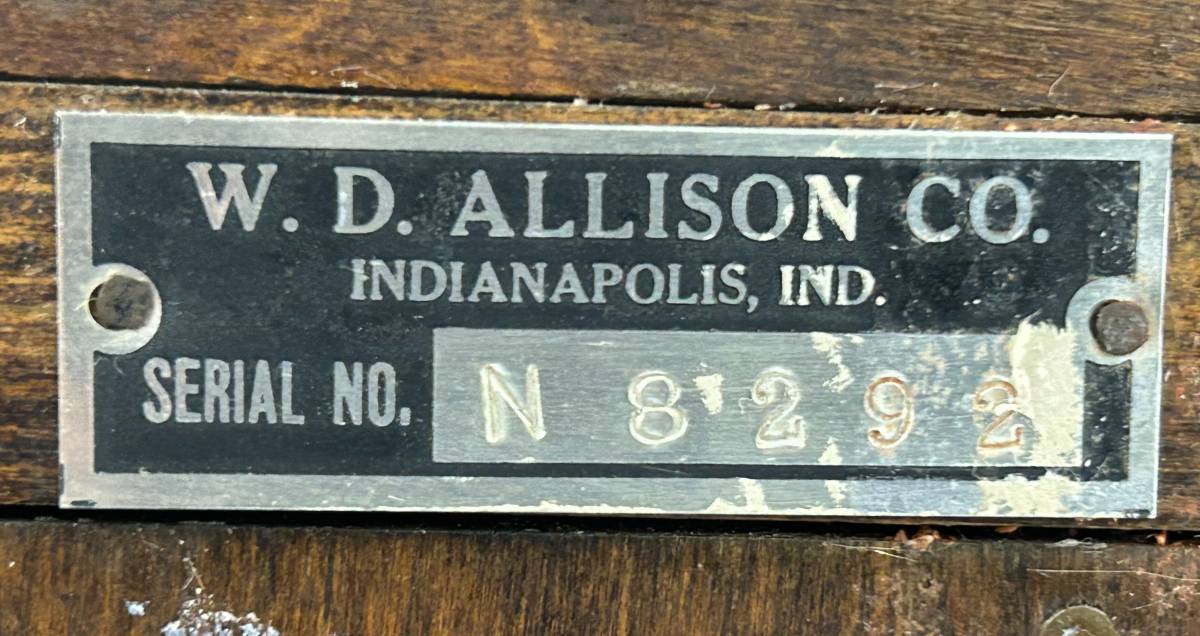 W. D. ALLISON CO.
INDIANAPOLIS, IND.
SERIAL NO. N 8292